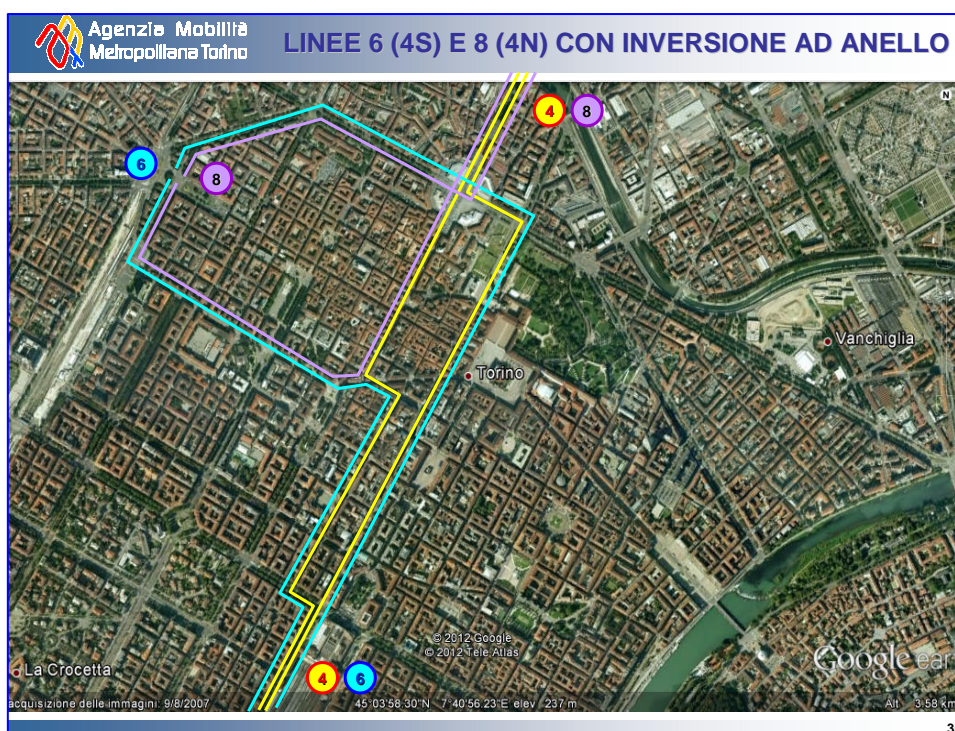 Agenzia Mobilità
Metropolitana Torino
LINEE 6 (4S) E 8 (4N) CON INVERSIONE AD ANELLO
N
4 8
6
8
Vanchiglia
Torino
© 2012 Google
© 2012 Tele Atlas
La Crocetta
4 6
Google ear
acquisizione delle immagini: 9/8/2007 45°03'58.30"N 7°40'56.23"E elev 237 m Alt 3.58 km
3